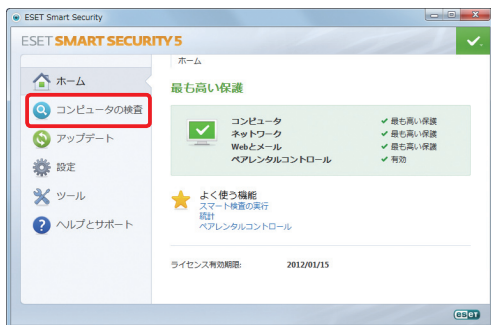 ESET Smart Security
ESET SMART SECURITY 5
ホーム
コンピュータの検査
アップデート
設定
ツール
ヘルプとサポート
ホーム
最も高い保護
コンピュータ ✔ 最も高い保護
ネットワーク ✔ 最も高い保護
Webとメール ✔ 最も高い保護
ペアレンタルコントロール ✔ 有効
よく使う機能
スマート検査の実行
統計
ペアレンタルコントロール
ライセンス有効期限: 2012/01/15
eset